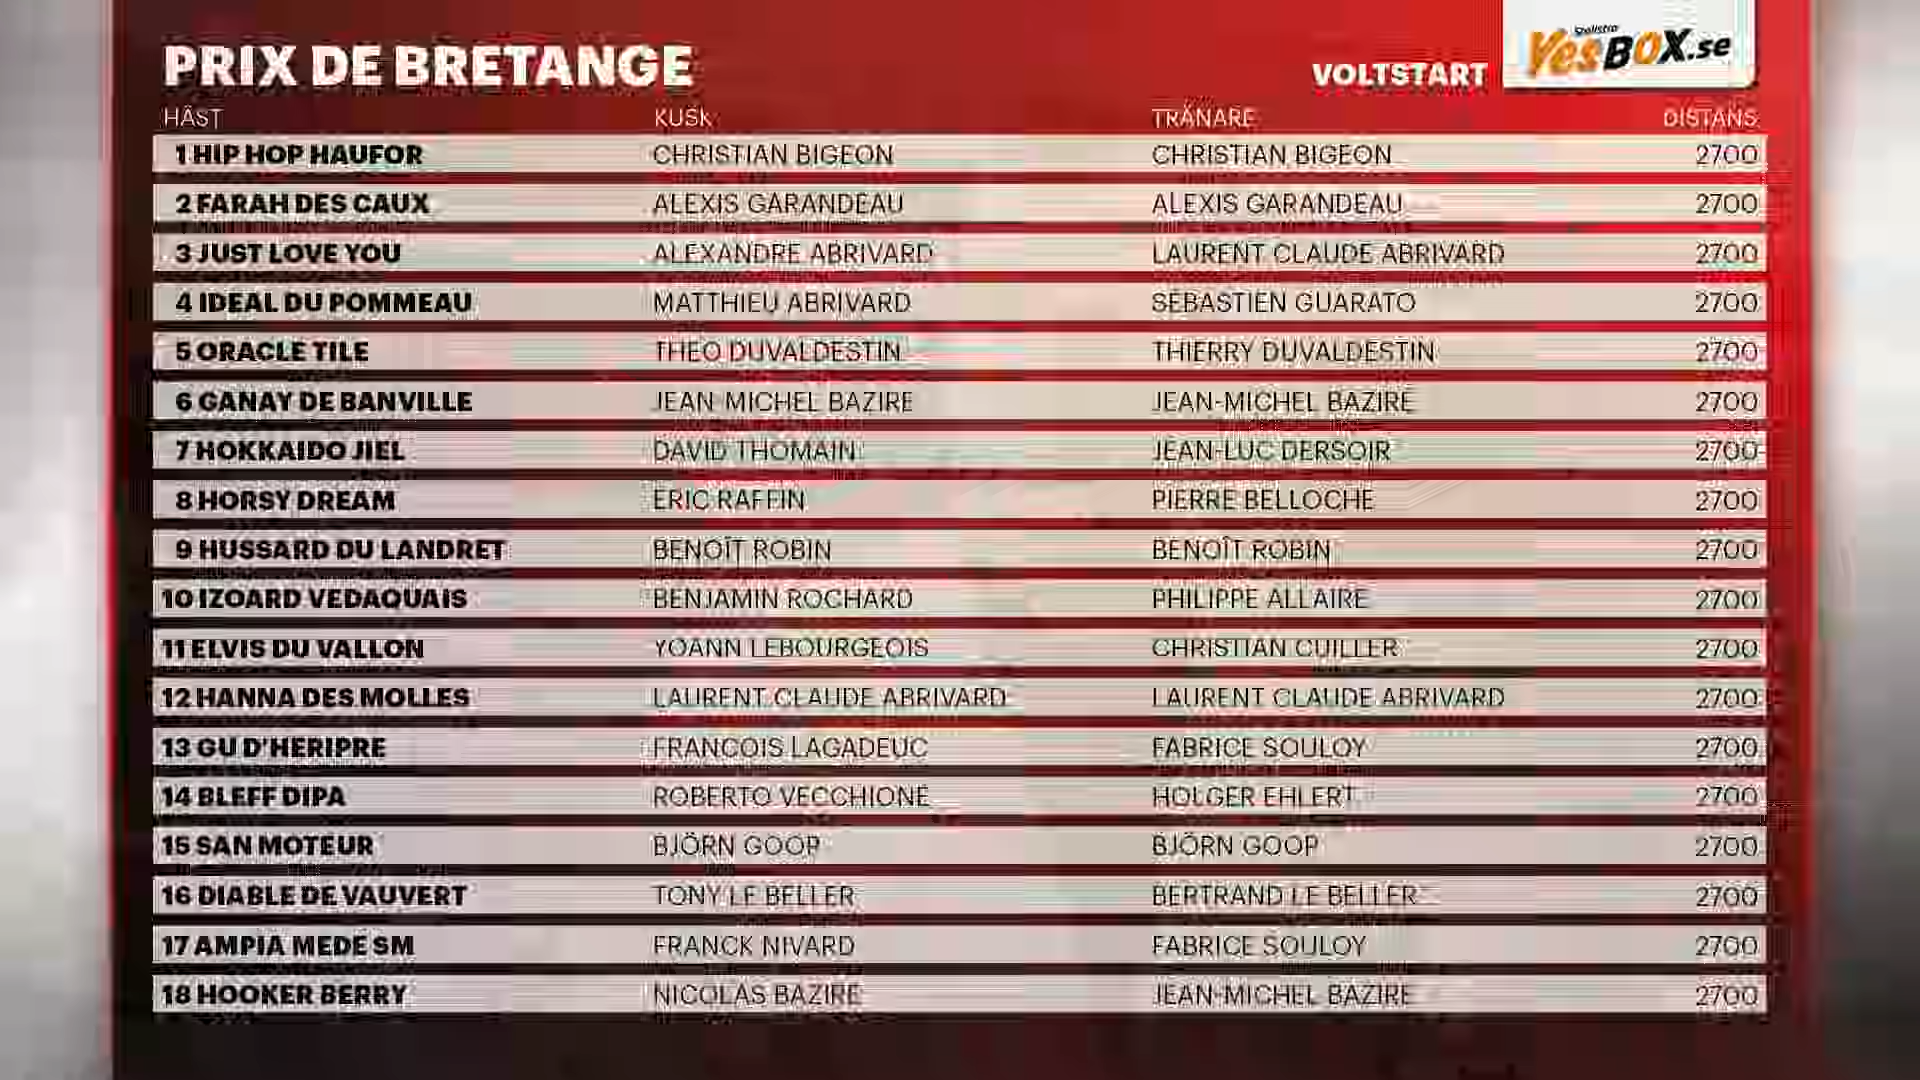 PRIX DE BRETANGE
VOLTSTART
Stalistra
YesBOX.se
HÄST KUSK TRÄNARE DISTANS
1 HIP HOP HAUFOR CHRISTIAN BIGEON CHRISTIAN BIGEON 2700
2 FARAH DES CAUX ALEXIS GARANDEAU ALEXIS GARANDEAU 2700
3 JUST LOVE YOU ALEXANDRE ABRIVARD LAURENT CLAUDE ABRIVARD 2700
4 IDEAL DU POMMEAU MATTHIEU ABRIVARD SÉBASTIEN GUARATO 2700
5 ORACLE TILE THEO DUVALDESTIN THIERRY DUVALDESTIN 2700
6 GANAY DE BANVILLE JEAN-MICHEL BAZIRE JEAN-MICHEL BAZIRE 2700
7 HOKKAIDO JIEL DAVID THOMAIN JEAN-LUC DERSOIR 2700
8 HORSY DREAM ERIC RAFFIN PIERRE BELLOCHE 2700
9 HUSSARD DU LANDRET BENOÎT ROBIN BENOÎT ROBIN 2700
10 IZOARD VEDAQUAIS BENJAMIN ROCHARD PHILIPPE ALLAIRE 2700
11 ELVIS DU VALLON YOANN LEBOURGEOIS CHRISTIAN CUILLER 2700
12 HANNA DES MOLLES LAURENT CLAUDE ABRIVARD LAURENT CLAUDE ABRIVARD 2700
13 GU D'HERIPRE FRANCOIS LAGADEUC FABRICE SOULOY 2700
14 BLEFF DIPA ROBERTO VECCHIONE HOLGER EHLERT 2700
15 SAN MOTEUR BJÖRN GOOP BJÖRN GOOP 2700
16 DIABLE DE VAUVERT TONY LE BELLER BERTRAND LE BELLER 2700
17 AMPIA MEDE SM FRANCK NIVARD FABRICE SOULOY 2700
18 HOOKER BERRY NICOLAS BAZIRE JEAN-MICHEL BAZIRE 2700